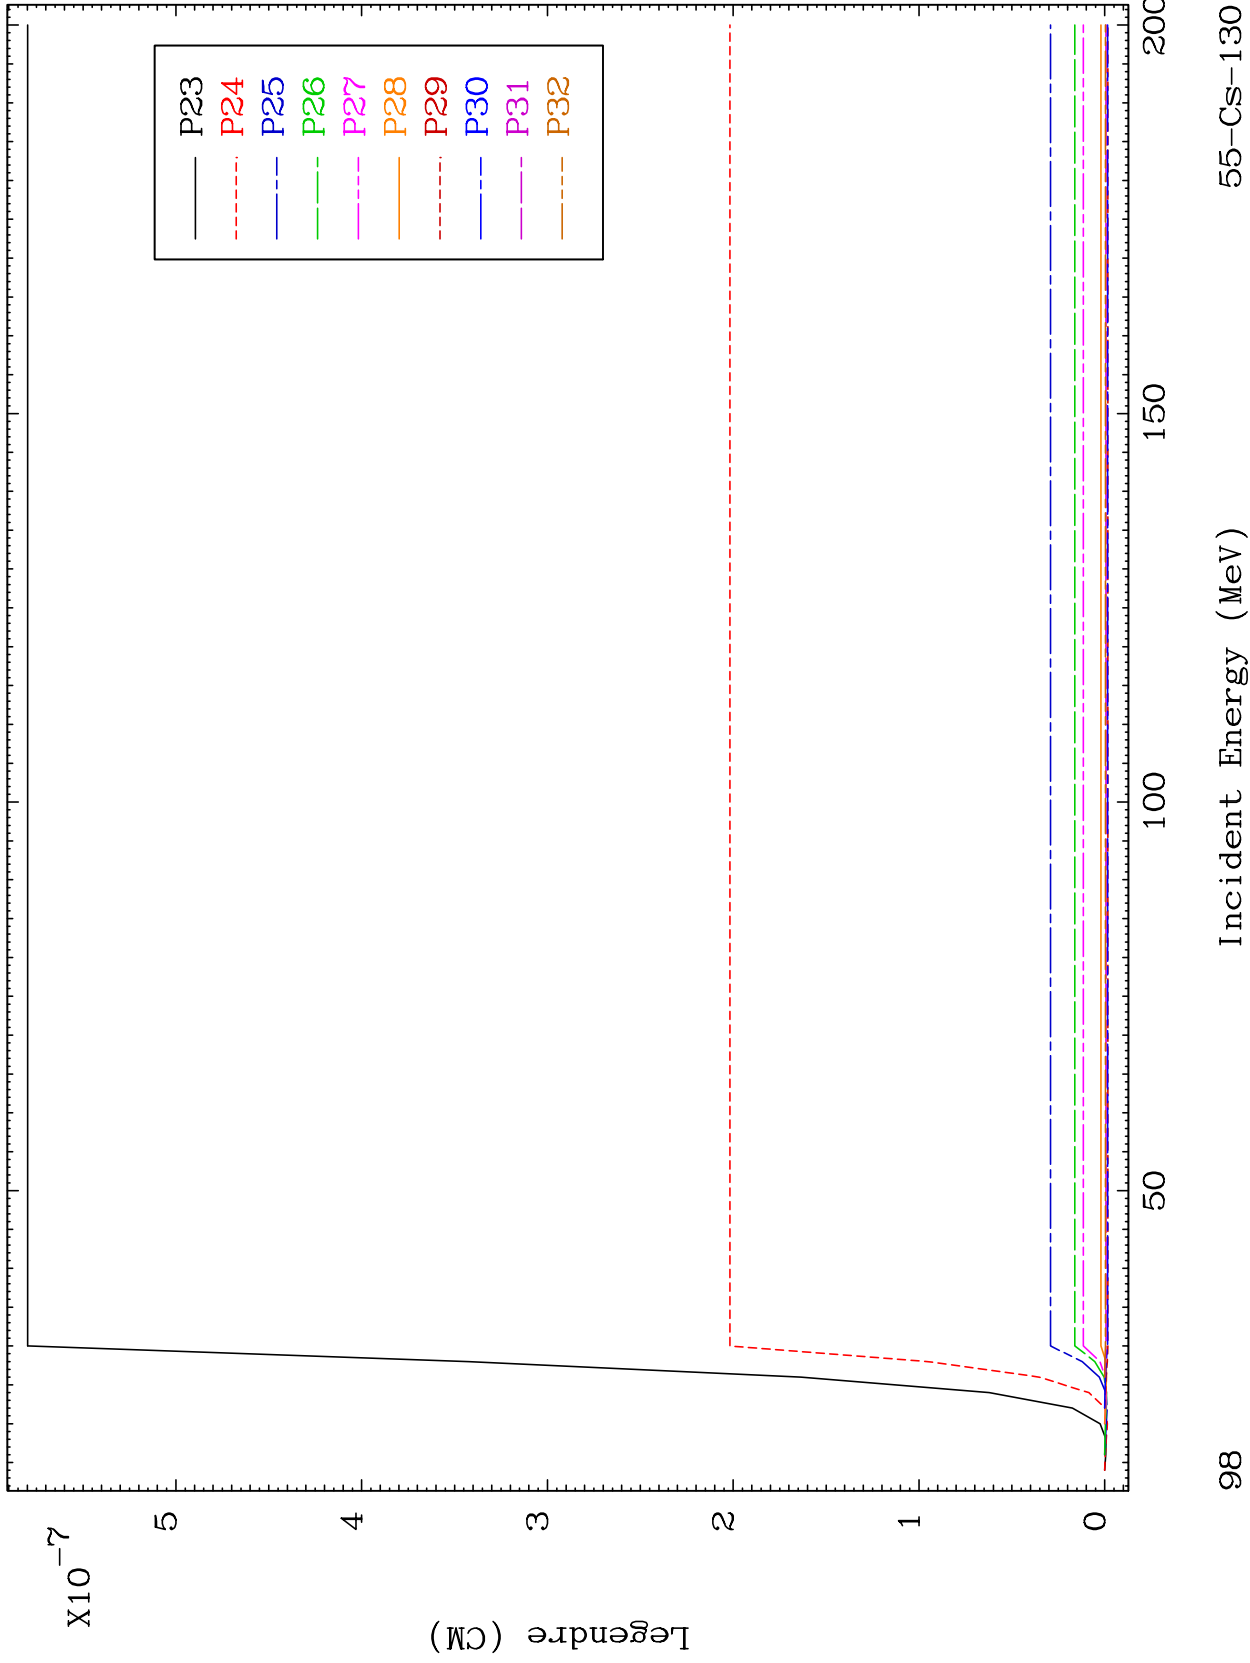 X10-7
5
4
3
2
1
0
Legendre (CM)
P23
P24
P25
P26
P27
P28
P29
P30
P31
P32
50
100
150
200
Incident Energy (MeV)
98
55-Cs-130